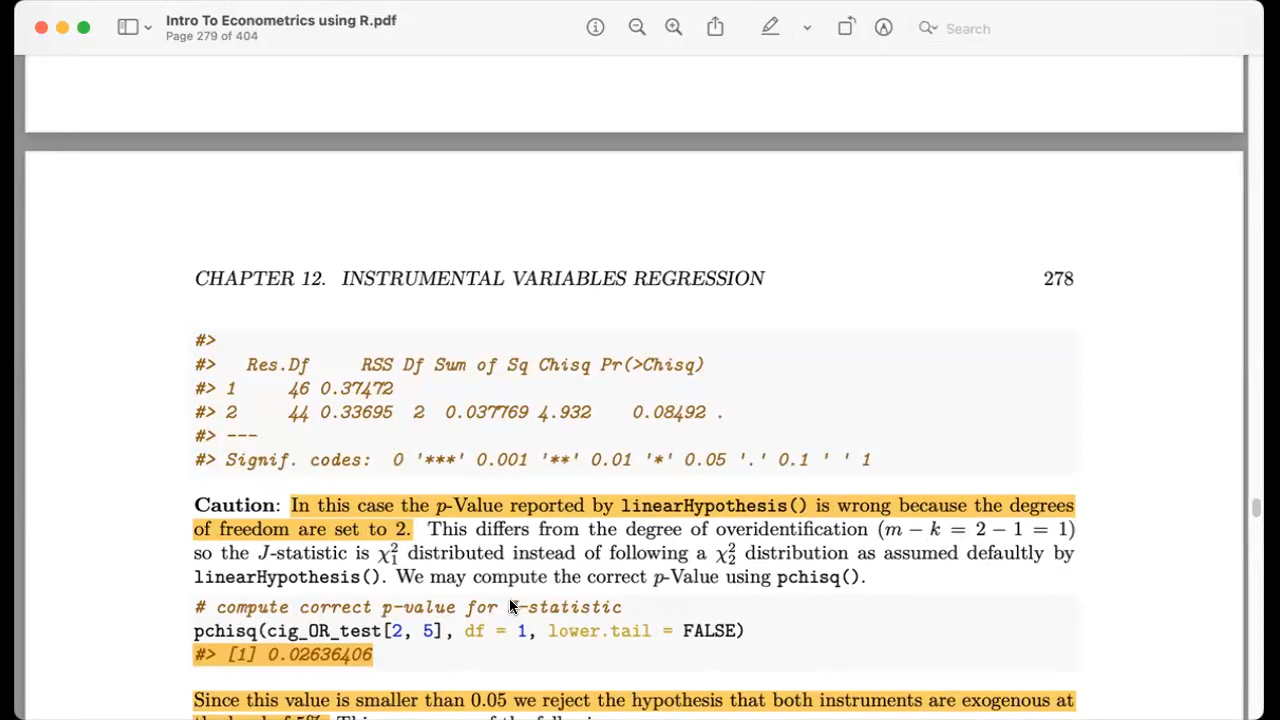 Intro To Econometrics using R.pdf
Page 279 of 404
Search
CHAPTER 12. INSTRUMENTAL VARIABLES REGRESSION 278
#>
#> Res.Df RSS Df Sum of Sq Chisq Pr(>Chisq)
#> 1 46 0.37472
#> 2 44 0.33695 2 0.037769 4.932 0.08492 .
#> ---
#> Signif. codes: 0 '***' 0.001 '**' 0.01 '*' 0.05 '.' 0.1 ' ' 1
Caution: In this case the p-Value reported by linearHypothesis() is wrong because the degrees
of freedom are set to 2. This differs from the degree of overidentification (m − k = 2 − 1 = 1)
so the J-statistic is χ²₁ distributed instead of following a χ²₂ distribution as assumed defaultly by
linearHypothesis(). We may compute the correct p-Value using pchisq().
# compute correct p-value for J-statistic
pchisq(cig_OR_test[2, 5], df = 1, lower.tail = FALSE)
#> [1] 0.02636406
Since this value is smaller than 0.05 we reject the hypothesis that both instruments are exogenous at
the level of 5%.